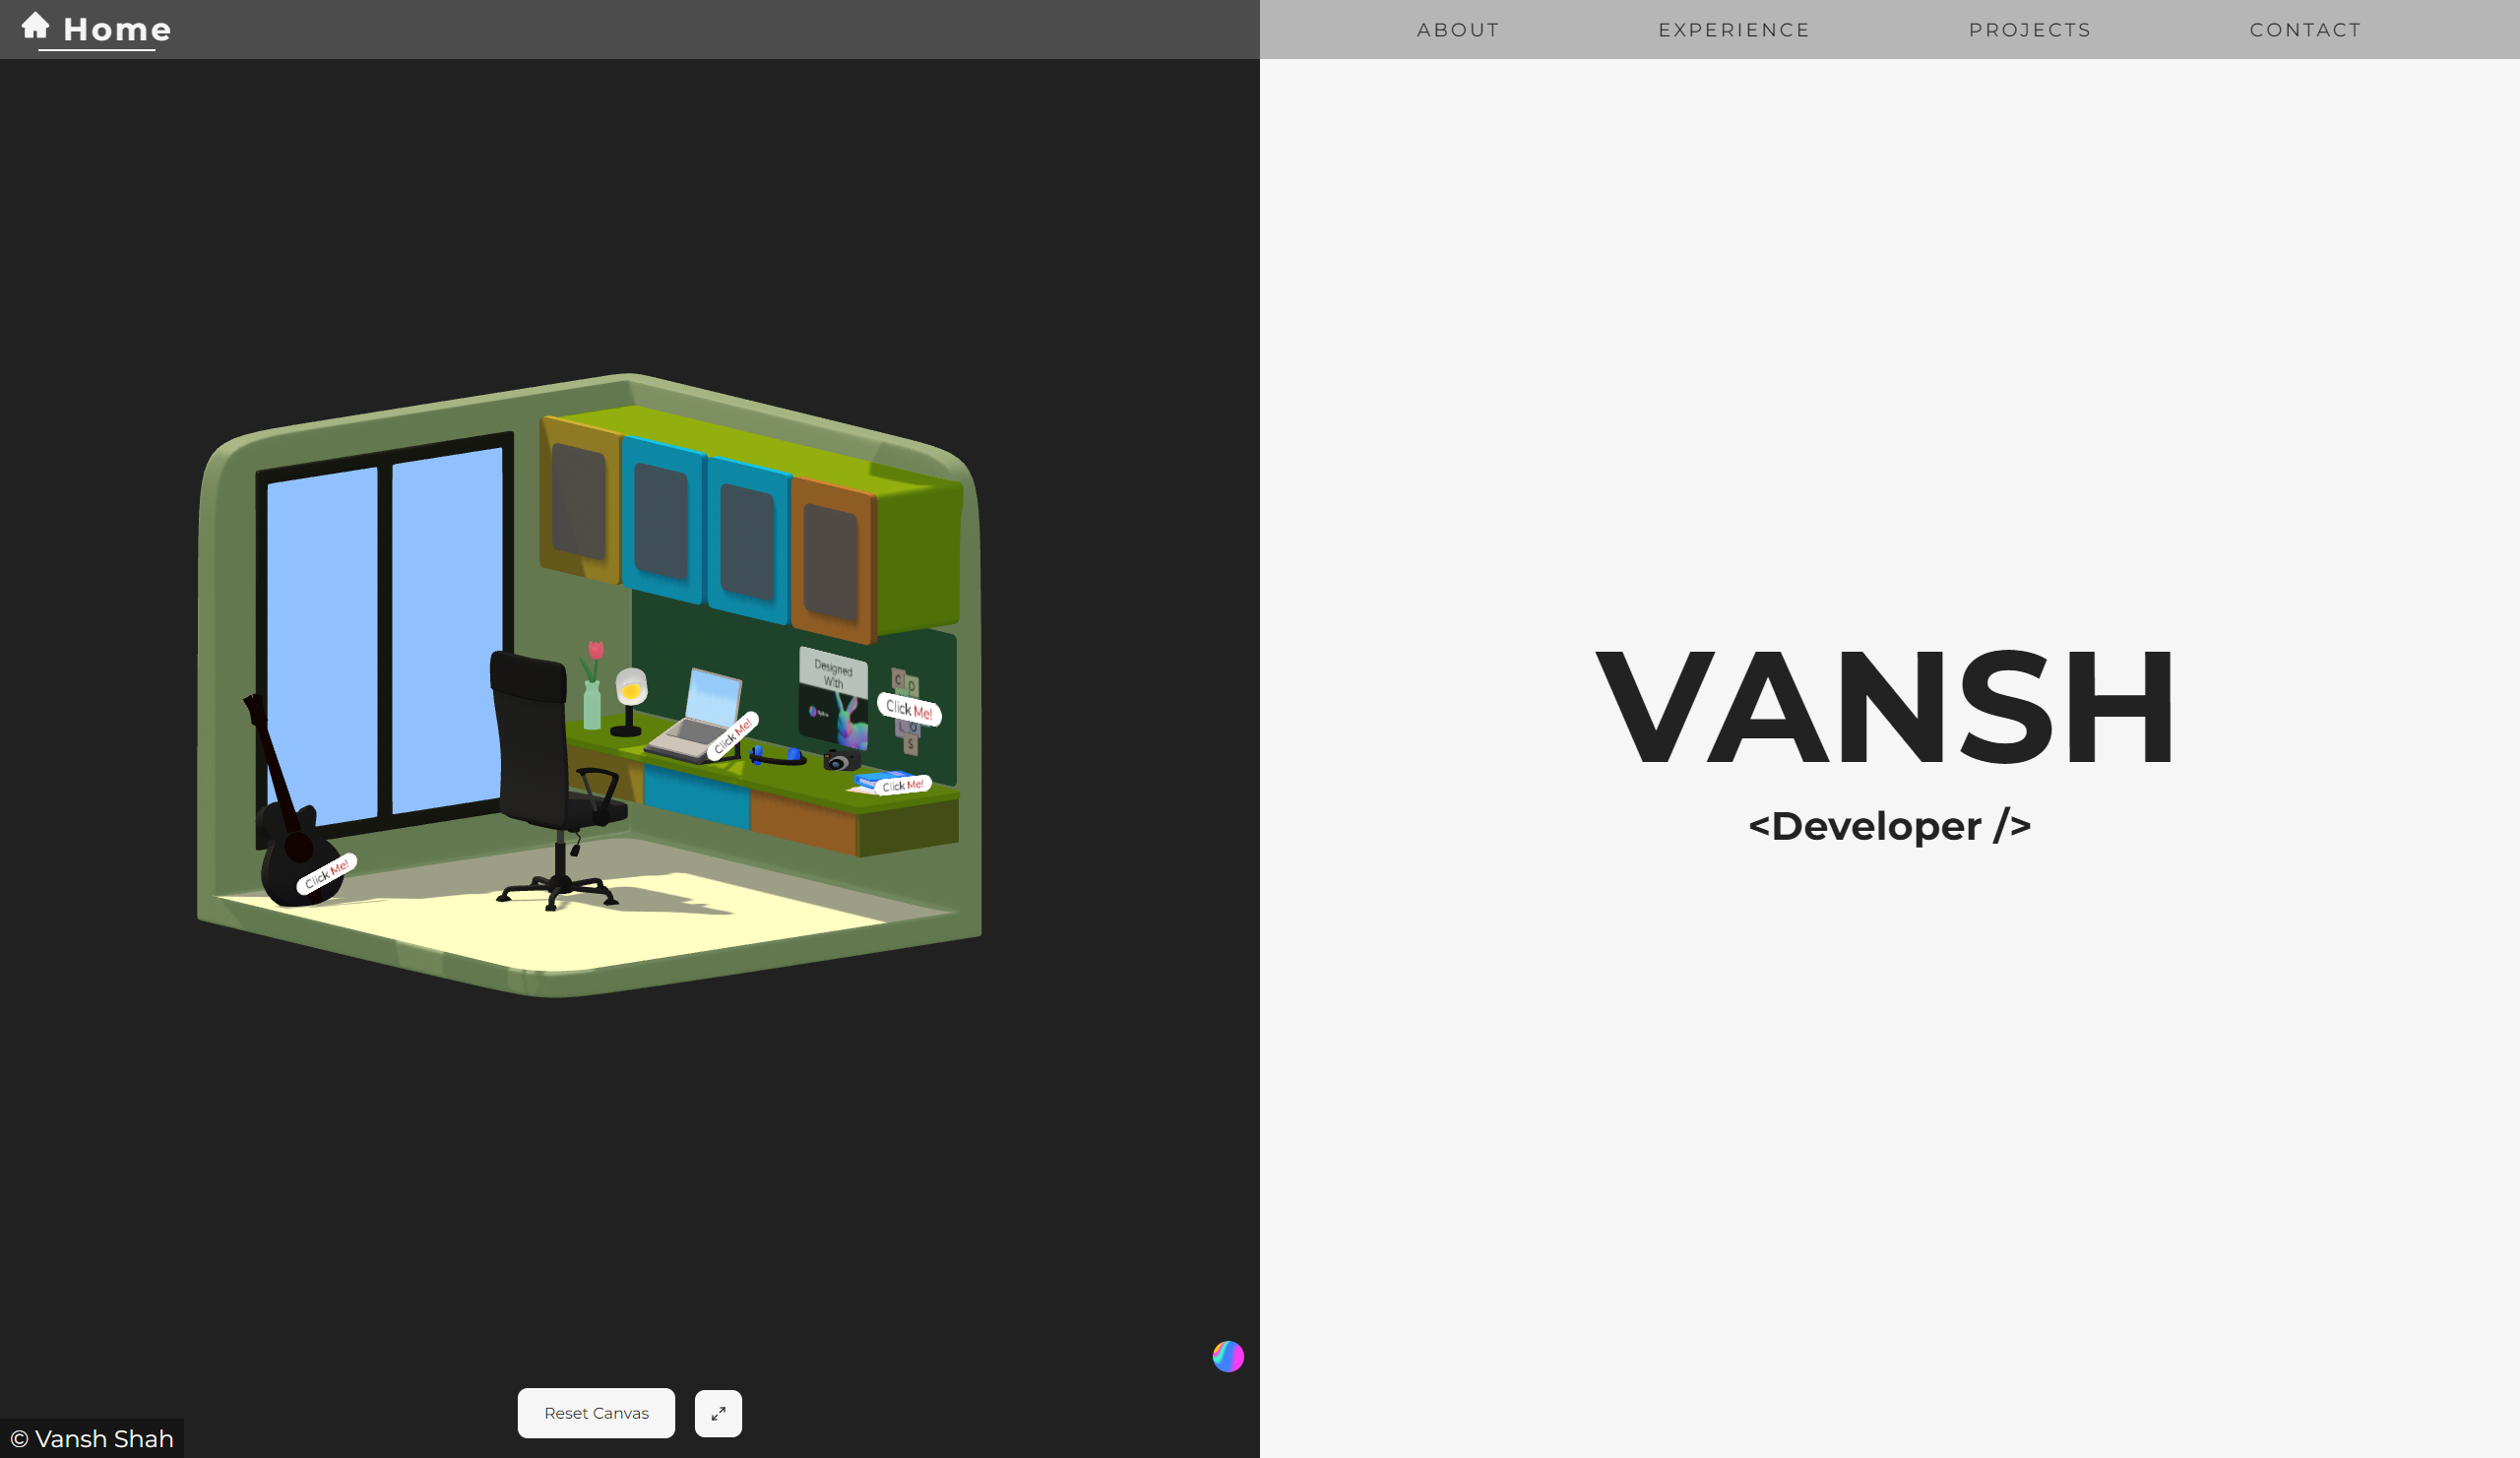 Home
ABOUT EXPERIENCE PROJECTS CONTACT
Designed
With
C P
Click Me!
S
Click Me!
Click Me!
Click Me!
VANSH
<Developer />
Reset Canvas
© Vansh Shah